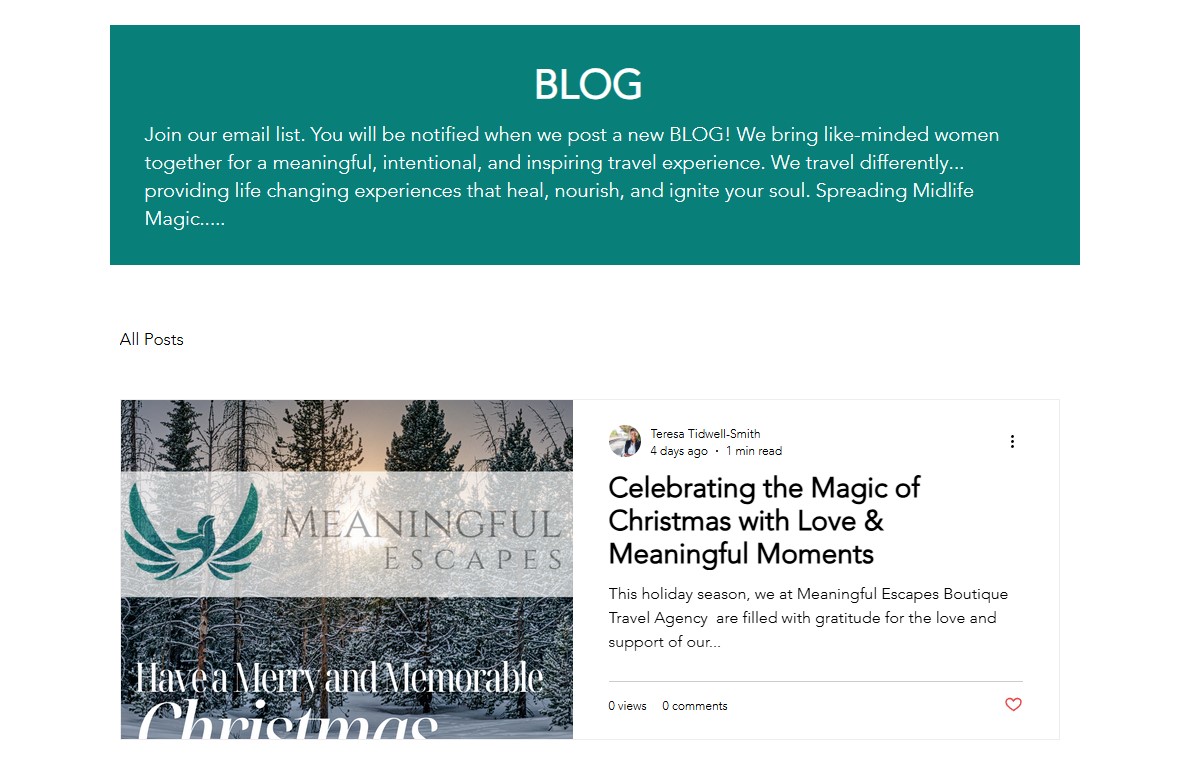 BLOG
Join our email list. You will be notified when we post a new BLOG! We bring like-minded women
together for a meaningful, intentional, and inspiring travel experience. We travel differently...
providing life changing experiences that heal, nourish, and ignite your soul. Spreading Midlife
Magic.....
All Posts
MEANINGFUL
ESCAPES
Have a Merry and Memorable
Christmas
Teresa Tidwell-Smith
4 days ago · 1 min read
Celebrating the Magic of
Christmas with Love &
Meaningful Moments
This holiday season, we at Meaningful Escapes Boutique
Travel Agency  are filled with gratitude for the love and
support of our...
0 views 0 comments